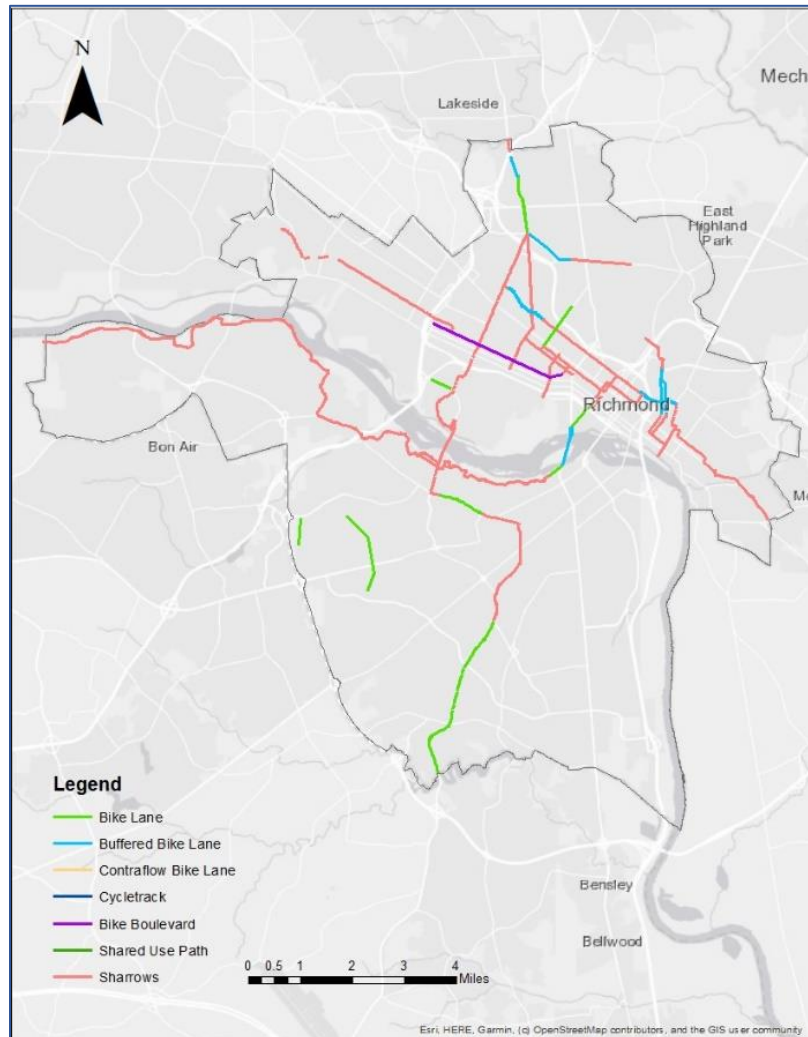 N
Lakeside
Mech
East
Highland
Park
Richmond
Bon Air
Legend
Bike Lane
Buffered Bike Lane
Contraflow Bike Lane
Cycletrack
Bike Boulevard
Shared Use Path
Sharrows
0 0.5 1 2 3 4
Miles
Bensley
Bellwood
Esri, HERE, Garmin, (c) OpenStreetMap contributors, and the GIS user community